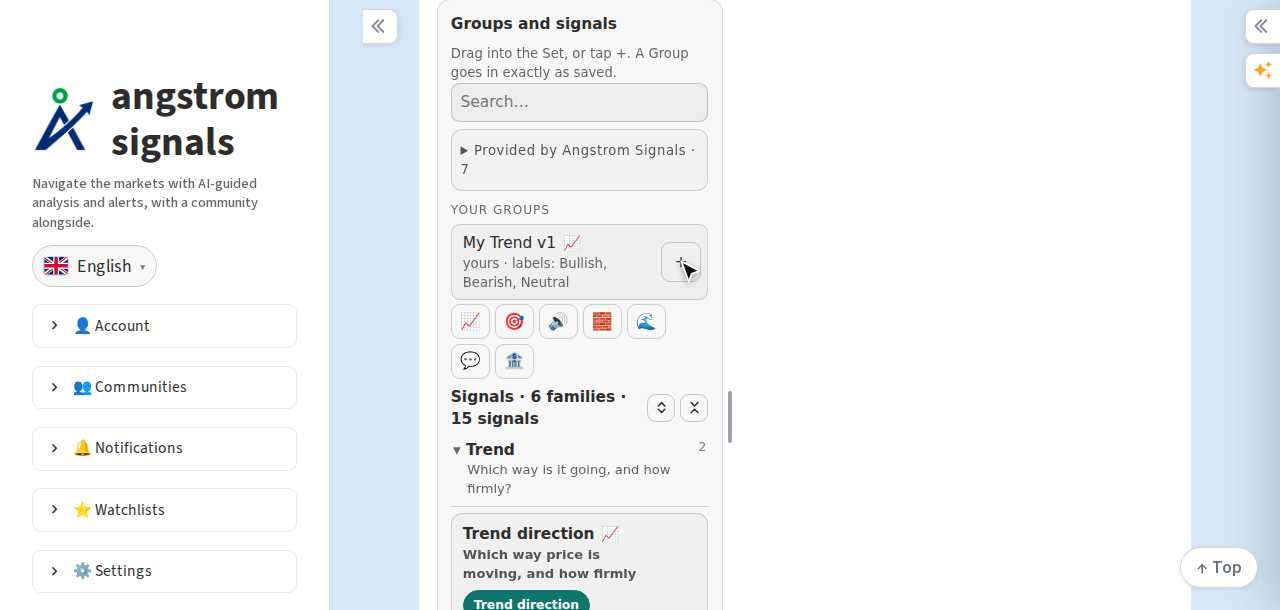 angstrom
signals
Navigate the markets with AI-guided
analysis and alerts, with a community
alongside.
English
Account
Communities
Notifications
Watchlists
Settings
Groups and signals
Drag into the Set, or tap +. A Group
goes in exactly as saved.
Search…
Provided by Angstrom Signals ·
7
YOUR GROUPS
My Trend v1
yours · labels: Bullish,
Bearish, Neutral
Signals · 6 families ·
15 signals
Trend
2
Which way is it going, and how
firmly?
Trend direction
Which way price is
moving, and how firmly
Trend direction
Top